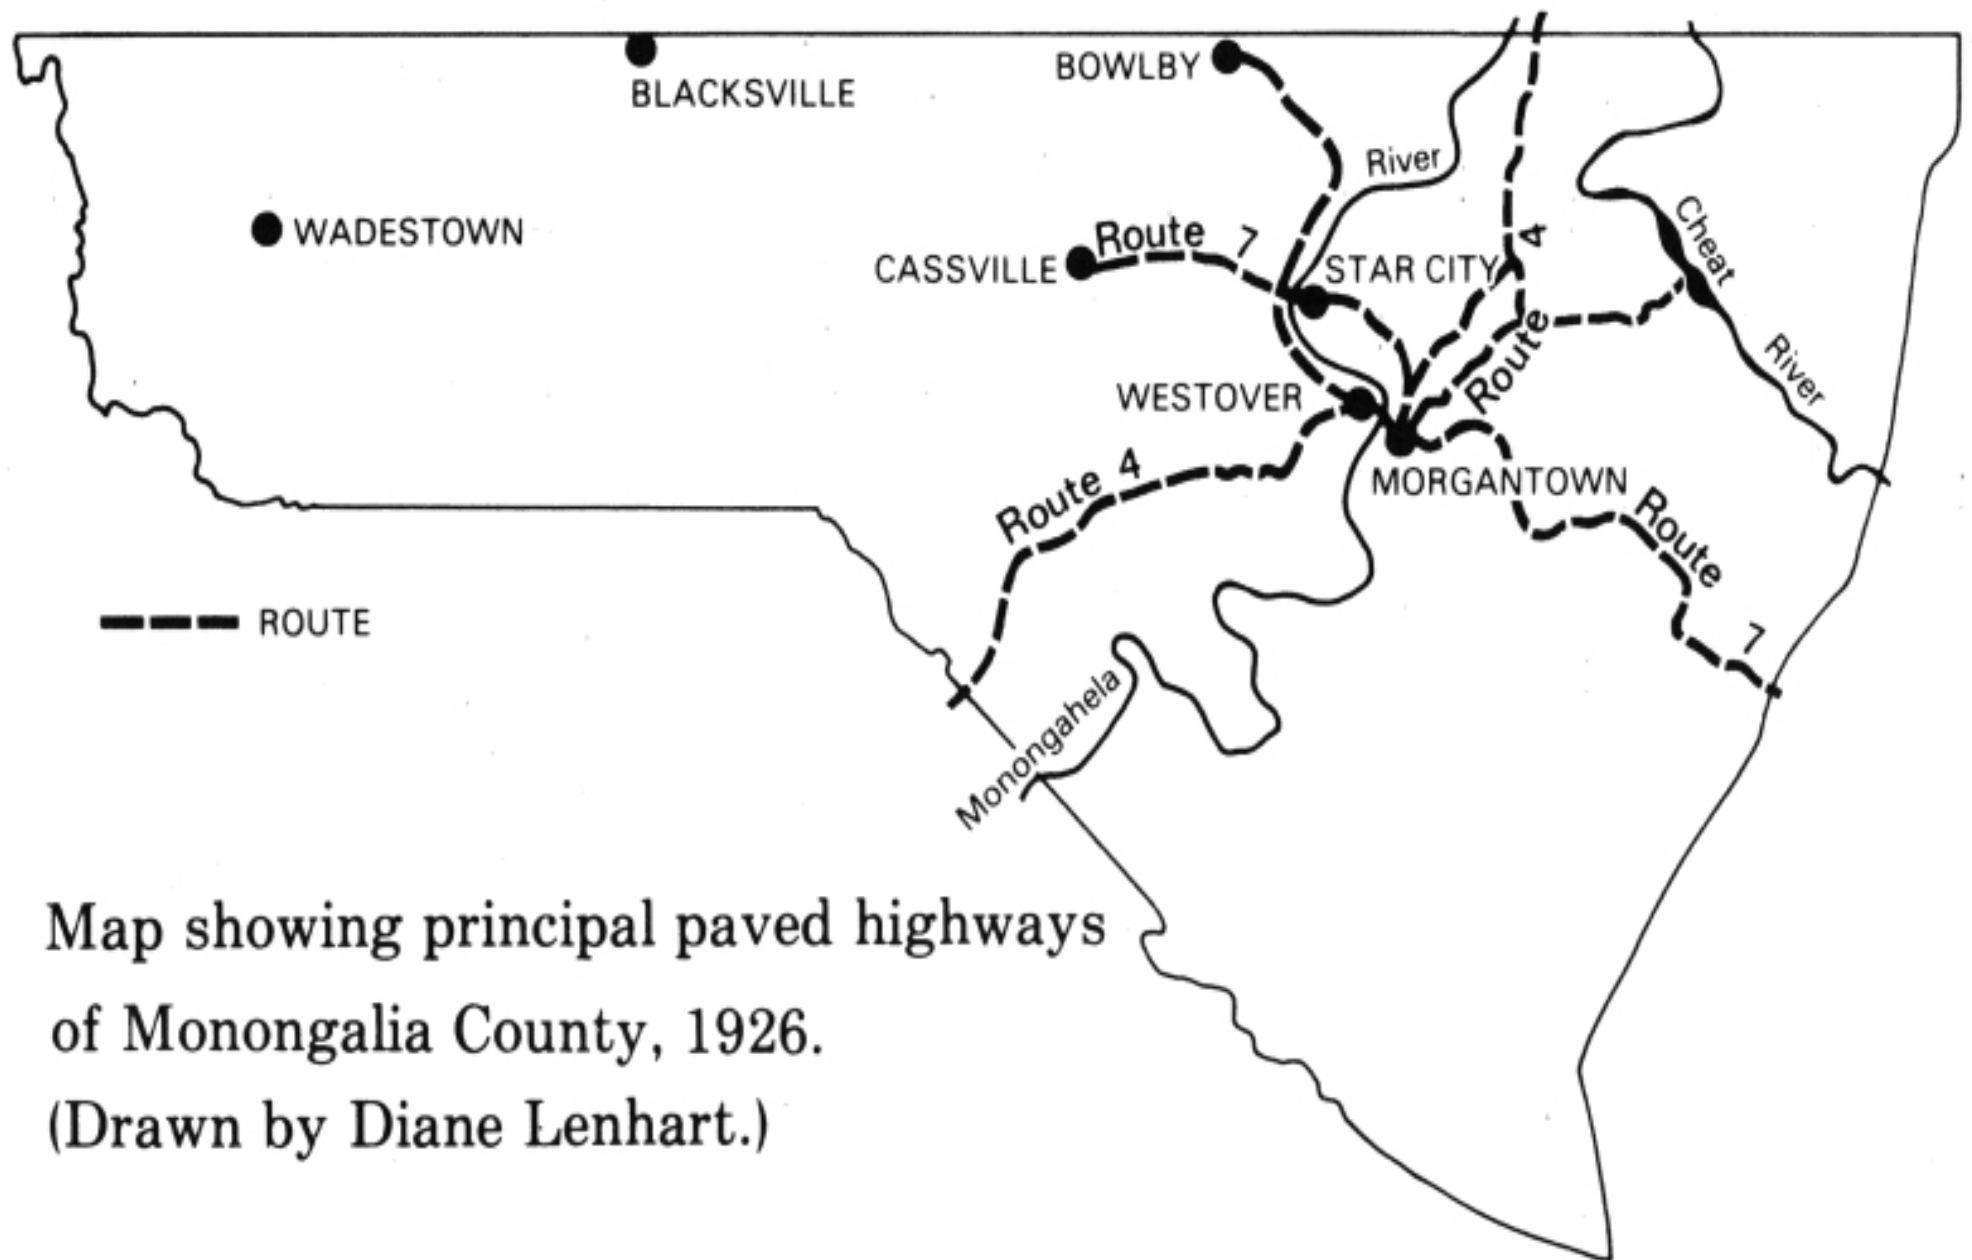 BLACKSVILLE
BOWLBY
River
WADESTOWN
CASSVILLE
Route 7
STAR CITY
4
Cheat
River
WESTOVER
Route
MORGANTOWN
Route 4
Route
7
ROUTE
Monongahela
Map showing principal paved highways
of Monongalia County, 1926.
(Drawn by Diane Lenhart.)